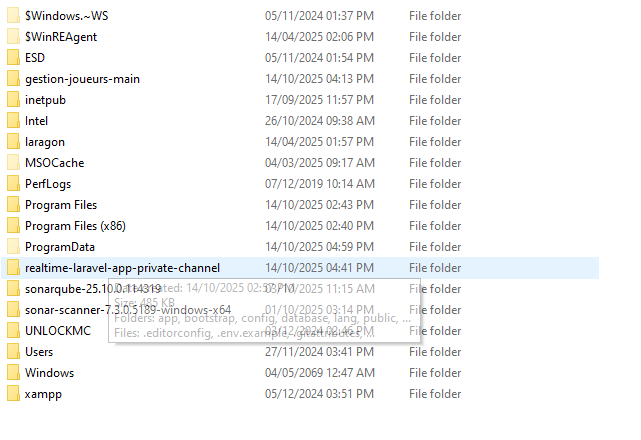 $Windows.~WS 05/11/2024 01:37 PM File folder
$WinREAgent 14/04/2025 02:06 PM File folder
ESD 05/11/2024 01:54 PM File folder
gestion-joueurs-main 14/10/2025 04:13 PM File folder
inetpub 17/09/2025 11:57 PM File folder
Intel 26/10/2024 09:38 AM File folder
laragon 14/04/2025 01:57 PM File folder
MSOCache 04/03/2025 09:17 AM File folder
PerfLogs 07/12/2019 10:14 AM File folder
Program Files 14/10/2025 02:43 PM File folder
Program Files (x86) 14/10/2025 02:40 PM File folder
ProgramData 14/10/2025 04:59 PM File folder
realtime-laravel-app-private-channel 14/10/2025 04:41 PM File folder
sonarqube-25.10.0.114319 11:15 AM File folder
Date created: 14/10/2025 02:57 PM
Size: 485 KB
sonar-scanner-7.3.0.5189-windows-x64 01/10/2025 03:14 PM File folder
Folders: app, bootstrap, config, database, lang, public, ...
UNLOCKMC 02:46 PM File folder
Files: .editorconfig, .env.example, .gitattributes, ...
Users 27/11/2024 03:41 PM File folder
Windows 04/05/2069 12:47 AM File folder
xampp 05/12/2024 03:51 PM File folder